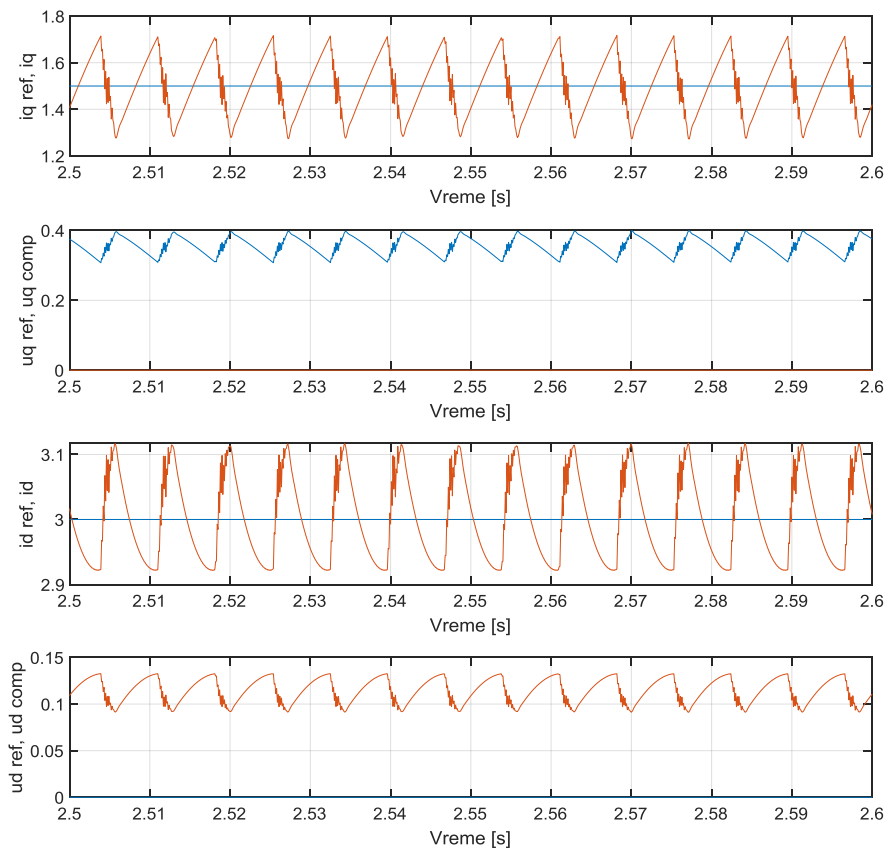 1.8
1.6
1.4
1.2
iq ref, iq
2.5 2.51 2.52 2.53 2.54 2.55 2.56 2.57 2.58 2.59 2.6
Vreme [s]
0.4
0.2
0
uq ref, uq comp
2.5 2.51 2.52 2.53 2.54 2.55 2.56 2.57 2.58 2.59 2.6
Vreme [s]
3.1
3
2.9
id ref, id
2.5 2.51 2.52 2.53 2.54 2.55 2.56 2.57 2.58 2.59 2.6
Vreme [s]
0.15
0.1
0.05
0
ud ref, ud comp
2.5 2.51 2.52 2.53 2.54 2.55 2.56 2.57 2.58 2.59 2.6
Vreme [s]